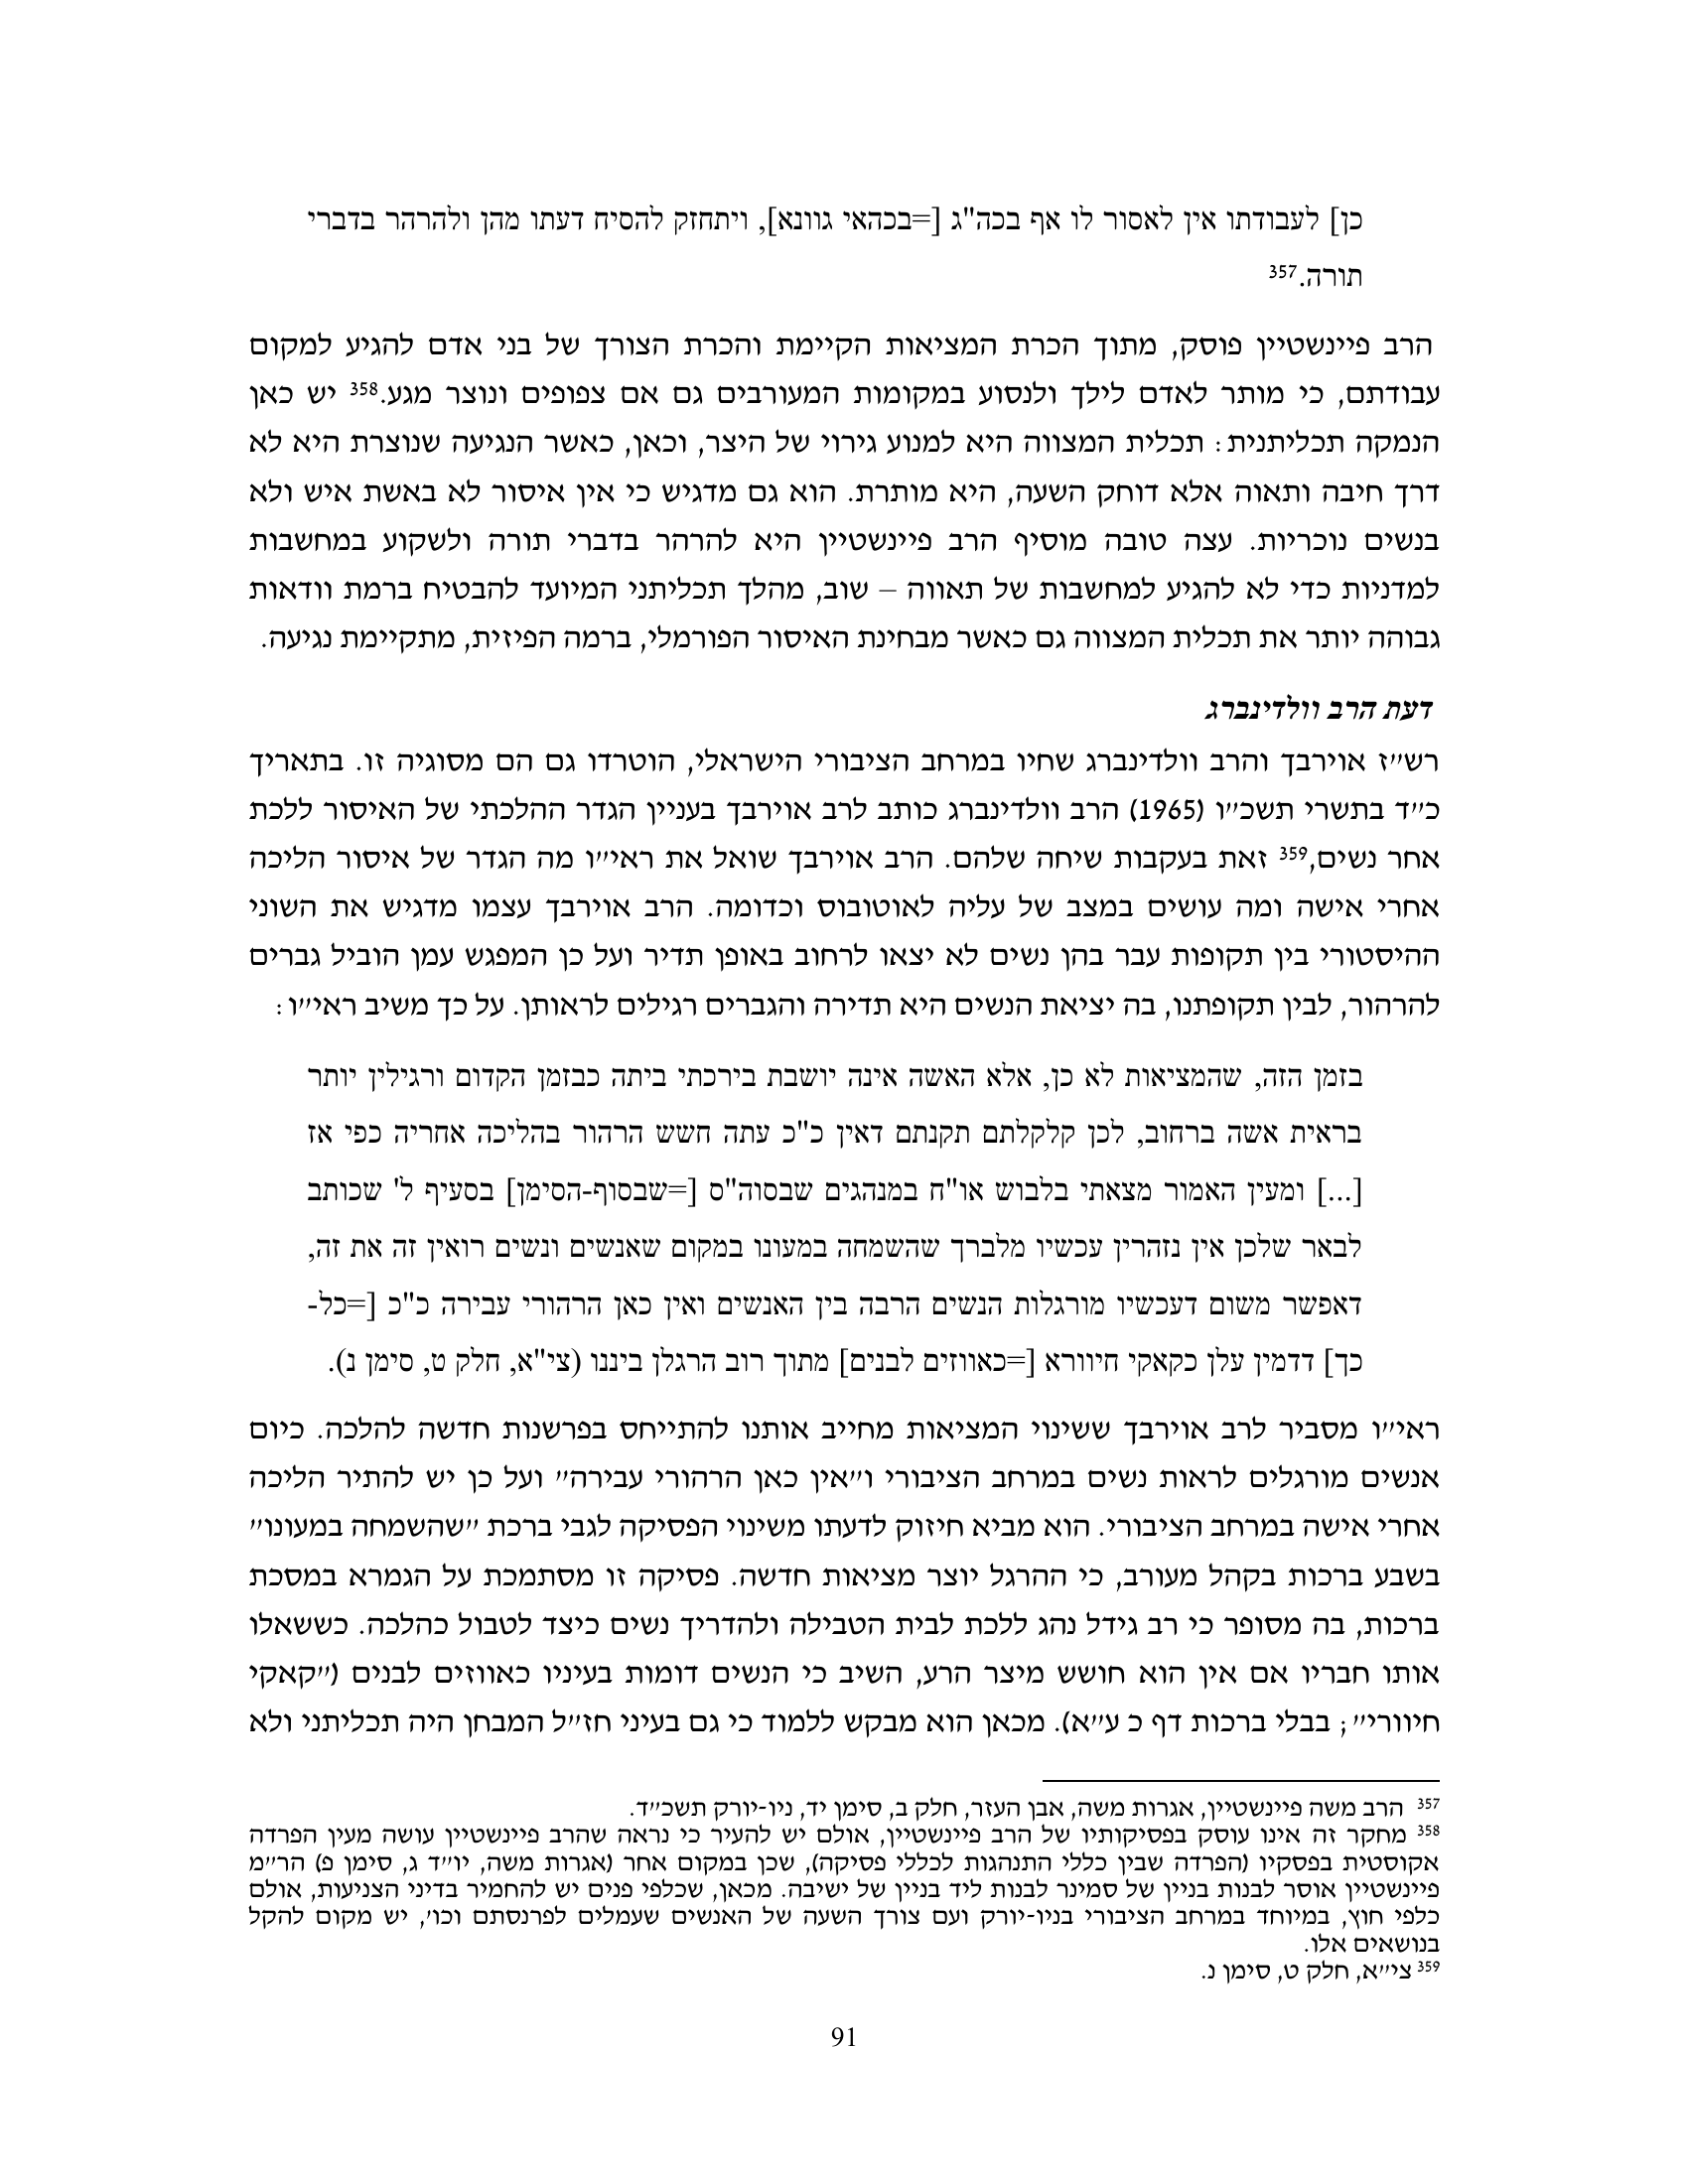 כן] לעבודתו אין לאסור לו אף בכה"ג [=בכהאי גוונא], ויתחזק להסיח דעתו מהן ולהרהר בדברי
תורה.357
הרב פיינשטיין פוסק, מתוך הכרת המציאות הקיימת והכרת הצורך של בני אדם להגיע למקום
עבודתם, כי מותר לאדם לילך ולנסוע במקומות המעורבים גם אם צפופים ונוצר מגע.358 יש כאן
הנמקה תכליתנית: תכלית המצווה היא למנוע גירוי של היצר, וכאן, כאשר הנגיעה שנוצרת היא לא
דרך חיבה ותאוה אלא דוחק השעה, היא מותרת. הוא גם מדגיש כי אין איסור לא באשת איש ולא
בנשים נוכריות. עצה טובה מוסיף הרב פיינשטיין היא להרהר בדברי תורה ולשקוע במחשבות
למדניות כדי לא להגיע למחשבות של תאווה – שוב, מהלך תכליתני המיועד להבטיח ברמת וודאות
גבוהה יותר את תכלית המצווה גם כאשר מבחינת האיסור הפורמלי, ברמה הפיזית, מתקיימת נגיעה.
דעת הרב וולדינברג
רש״ז אוירבך והרב וולדינברג שחיו במרחב הציבורי הישראלי, הוטרדו גם הם מסוגיה זו. בתאריך
כ״ד בתשרי תשכ״ו (1965) הרב וולדינברג כותב לרב אוירבך בעניין הגדר ההלכתי של האיסור ללכת
אחר נשים,359 זאת בעקבות שיחה שלהם. הרב אוירבך שואל את ראי״ו מה הגדר של איסור הליכה
אחרי אישה ומה עושים במצב של עליה לאוטובוס וכדומה. הרב אוירבך עצמו מדגיש את השוני
ההיסטורי בין תקופות עבר בהן נשים לא יצאו לרחוב באופן תדיר ועל כן המפגש עמן הוביל גברים
להרהור, לבין תקופתנו, בה יציאת הנשים היא תדירה והגברים רגילים לראותן. על כך משיב ראי״ו:
בזמן הזה, שהמציאות לא כן, אלא האשה אינה יושבת בירכתי ביתה כבזמן הקדום ורגילין יותר
בראית אשה ברחוב, לכן קלקלתם תקנתם דאין כ"כ עתה חשש הרהור בהליכה אחריה כפי אז
[...] ומעין האמור מצאתי בלבוש או"ח במנהגים שבסוה"ס [=שבסוף-הסימן] בסעיף ל' שכותב
לבאר שלכן אין נזהרין עכשיו מלברך שהשמחה במעונו במקום שאנשים ונשים רואין זה את זה,
דאפשר משום דעכשיו מורגלות הנשים הרבה בין האנשים ואין כאן הרהורי עבירה כ"כ [=כל-
כך] דדמין עלן כקאקי חיוורא [=כאווזים לבנים] מתוך רוב הרגלן ביננו (צי"א, חלק ט, סימן נ).
ראי״ו מסביר לרב אוירבך ששינוי המציאות מחייב אותנו להתייחס בפרשנות חדשה להלכה. כיום
אנשים מורגלים לראות נשים במרחב הציבורי ו״אין כאן הרהורי עבירה״ ועל כן יש להתיר הליכה
אחרי אישה במרחב הציבורי. הוא מביא חיזוק לדעתו משינוי הפסיקה לגבי ברכת ״שהשמחה במעונו״
בשבע ברכות בקהל מעורב, כי ההרגל יוצר מציאות חדשה. פסיקה זו מסתמכת על הגמרא במסכת
ברכות, בה מסופר כי רב גידל נהג ללכת לבית הטבילה ולהדריך נשים כיצד לטבול כהלכה. כששאלו
אותו חבריו אם אין הוא חושש מיצר הרע, השיב כי הנשים דומות בעיניו כאווזים לבנים (״קאקי
חיוורי״; בבלי ברכות דף כ ע״א). מכאן הוא מבקש ללמוד כי גם בעיני חז״ל המבחן היה תכליתני ולא
357 הרב משה פיינשטיין, אגרות משה, אבן העזר, חלק ב, סימן יד, ניו-יורק תשכ״ד.
358 מחקר זה אינו עוסק בפסיקותיו של הרב פיינשטיין, אולם יש להעיר כי נראה שהרב פיינשטיין עושה מעין הפרדה
אקוסטית בפסקיו (הפרדה שבין כללי התנהגות לכללי פסיקה), שכן במקום אחר (אגרות משה, יו״ד ג, סימן פ) הר״מ
פיינשטיין אוסר לבנות בניין של סמינר לבנות ליד בניין של ישיבה. מכאן, שכלפי פנים יש להחמיר בדיני הצניעות, אולם
כלפי חוץ, במיוחד במרחב הציבורי בניו-יורק ועם צורך השעה של האנשים שעמלים לפרנסתם וכו׳, יש מקום להקל
בנושאים אלו.
359 צי״א, חלק ט, סימן נ.
91